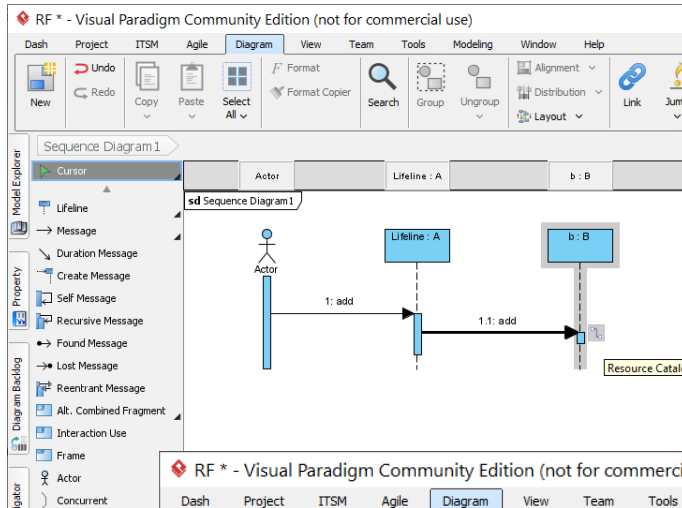 RF * - Visual Paradigm Community Edition (not for commercial use)
Dash Project ITSM Agile Diagram View Team Tools Modeling Window Help
New
Undo
Redo
Copy
Paste
Select
All
Format
Format Copier
Search
Group
Ungroup
Alignment
Distribution
Layout
Link
Jum
Sequence Diagram1
Model Explorer
Property
Diagram Backlog
igator
Cursor
Lifeline
Message
Duration Message
Create Message
Self Message
Recursive Message
Found Message
Lost Message
Reentrant Message
Alt. Combined Fragment
Interaction Use
Frame
Actor
Concurrent
Actor Lifeline : A b : B
sd Sequence Diagram1
Lifeline : A b : B
Actor
1: add
1.1: add
Resource Catal
RF * - Visual Paradigm Community Edition (not for commerci
Dash Project ITSM Agile Diagram View Team Tools